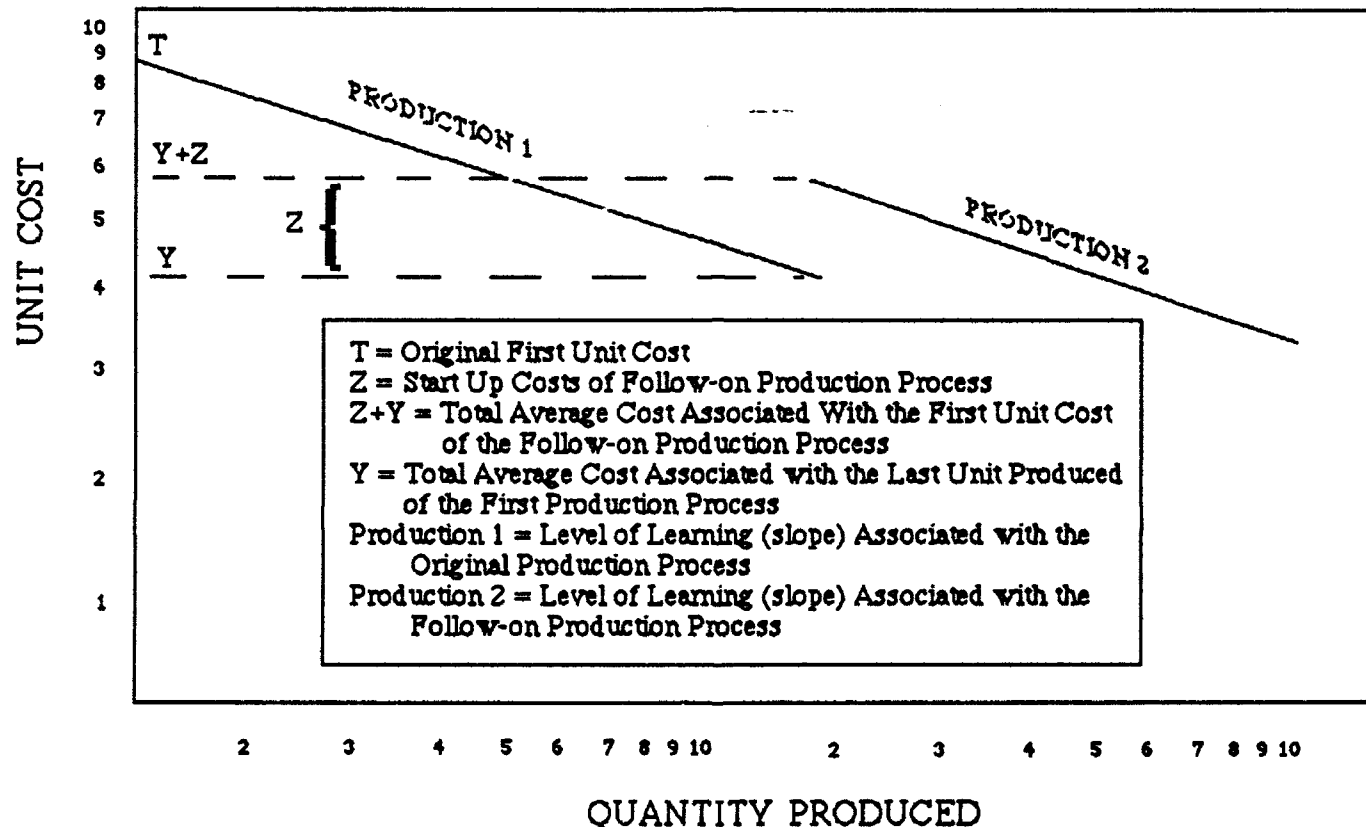 10
9
8
7
6
5
4
3
2
1
UNIT COST
T
PRODUCTION 1
Y+Z
Z {
Y
PRODUCTION 2
T = Original First Unit Cost
Z = Start Up Costs of Follow-on Production Process
Z+Y = Total Average Cost Associated With the First Unit Cost
of the Follow-on Production Process
Y = Total Average Cost Associated with the Last Unit Produced
of the First Production Process
Production 1 = Level of Learning (slope) Associated with the
Original Production Process
Production 2 = Level of Learning (slope) Associated with the
Follow-on Production Process
2 3 4 5 6 7 8 9 10 2 3 4 5 6 7 8 9 10
QUANTITY PRODUCED